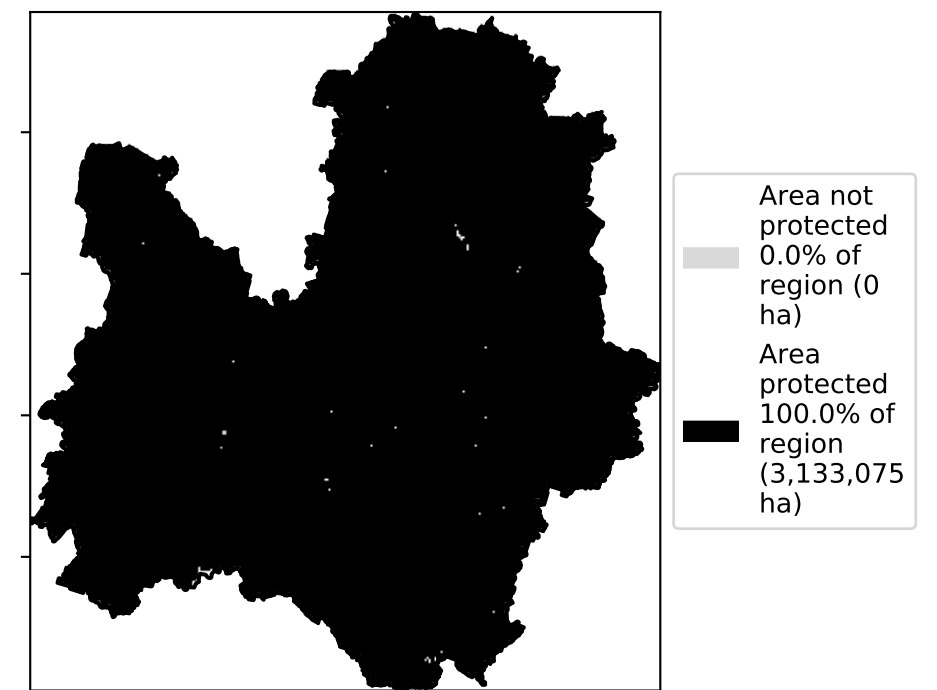 Area not
protected
0.0% of
region (0
ha)
Area
protected
100.0% of
region
(3,133,075
ha)